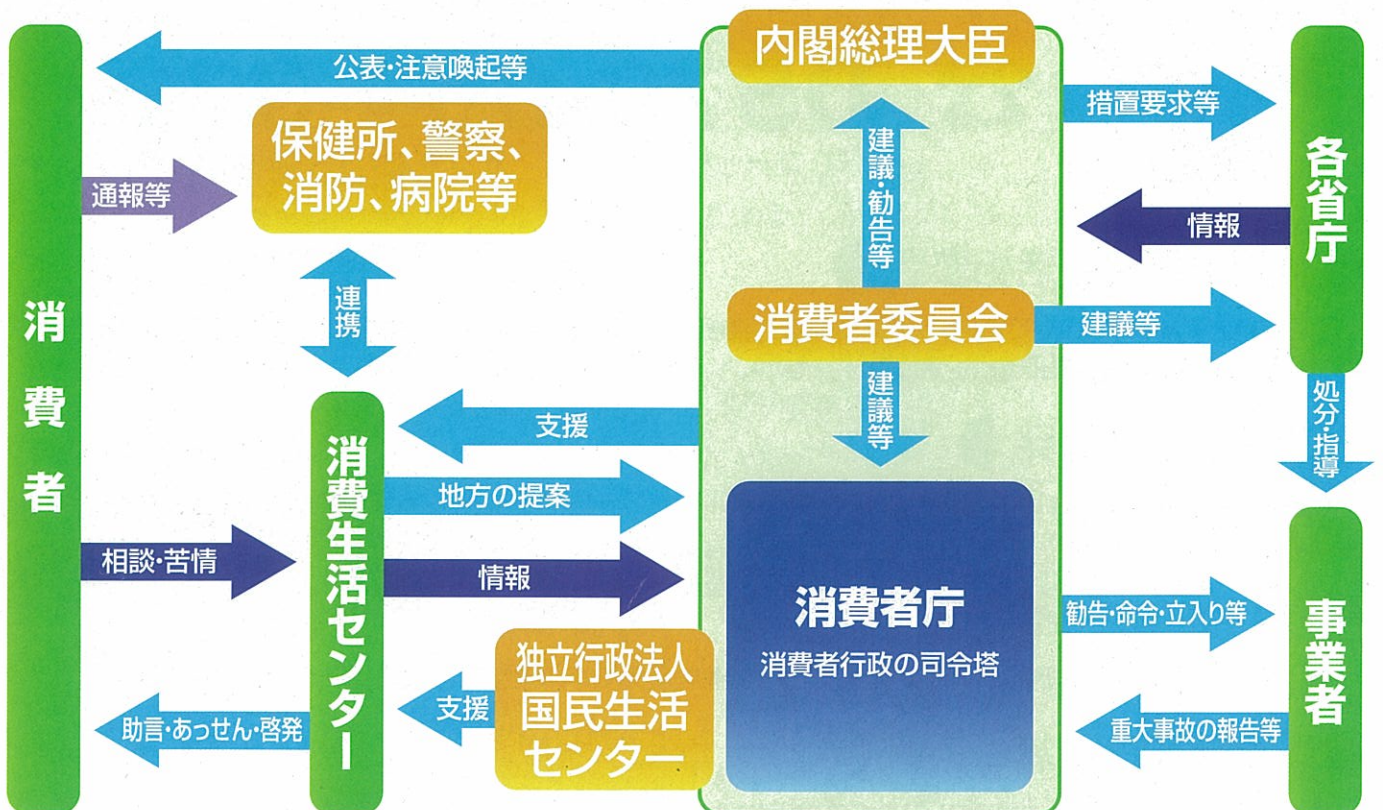 内閣総理大臣
公表・注意喚起等
措置要求等
保健所、警察、
消防、病院等
通報等
建議・勧告等
各省庁
情報
連携
消費者委員会
建議等
消費者
建議等
処分・指導
支援
消費生活センター
地方の提案
相談・苦情
情報
消費者庁
消費者行政の司令塔
勧告・命令・立入り等
事業者
独立行政法人
国民生活
センター
支援
助言・あっせん・啓発
重大事故の報告等